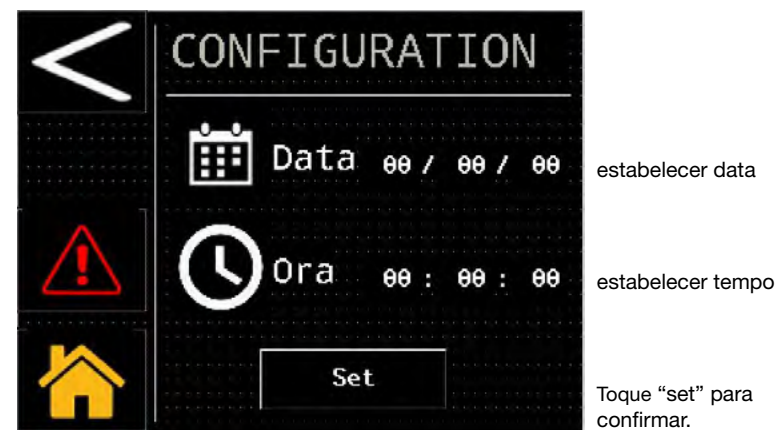 CONFIGURATION
Data 00 / 00 / 00
estabelecer data
Ora 00 : 00 : 00
estabelecer tempo
Set
Toque “set” para
confirmar.